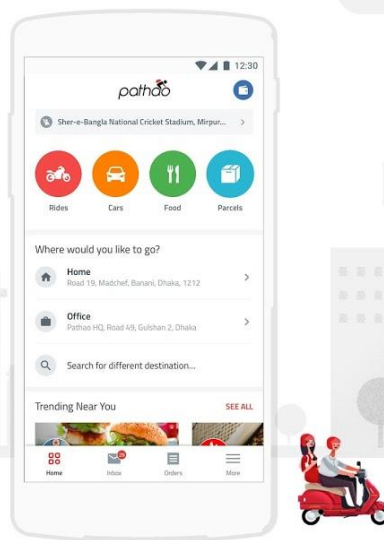 12:30
pathao
Sher-e-Bangla National Cricket Stadium, Mirpur...
Rides Cars Food Parcels
Where would you like to go?
Home
Road 19, Madchef, Banani, Dhaka, 1212
Office
Pathao HQ, Road 49, Gulshan 2, Dhaka
Search for different destination...
Trending Near You SEE ALL
25
Home Inbox Orders More